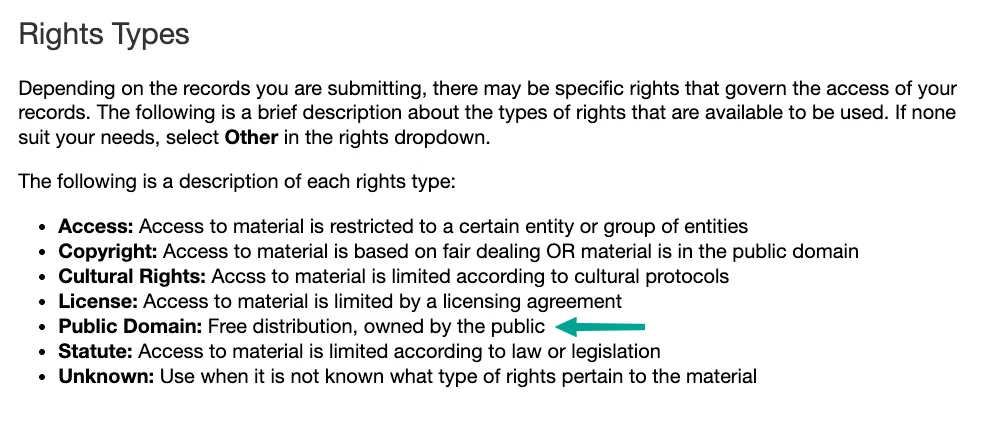 Rights Types
Depending on the records you are submitting, there may be specific rights that govern the access of your
records. The following is a brief description about the types of rights that are available to be used. If none
suit your needs, select Other in the rights dropdown.
The following is a description of each rights type:
• Access: Access to material is restricted to a certain entity or group of entities
• Copyright: Access to material is based on fair dealing OR material is in the public domain
• Cultural Rights: Accss to material is limited according to cultural protocols
• License: Access to material is limited by a licensing agreement
• Public Domain: Free distribution, owned by the public
• Statute: Access to material is limited according to law or legislation
• Unknown: Use when it is not known what type of rights pertain to the material